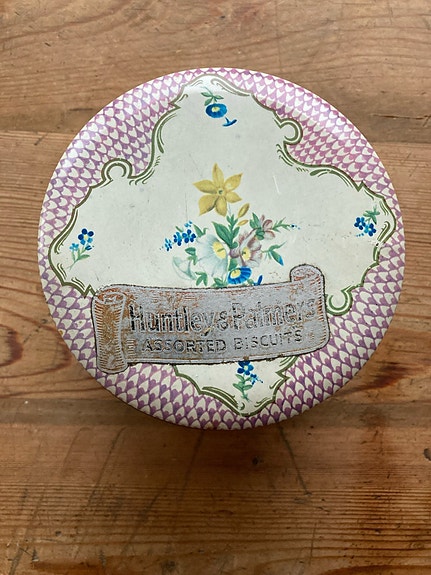 Huntley & Palmers
ASSORTED BISCUITS